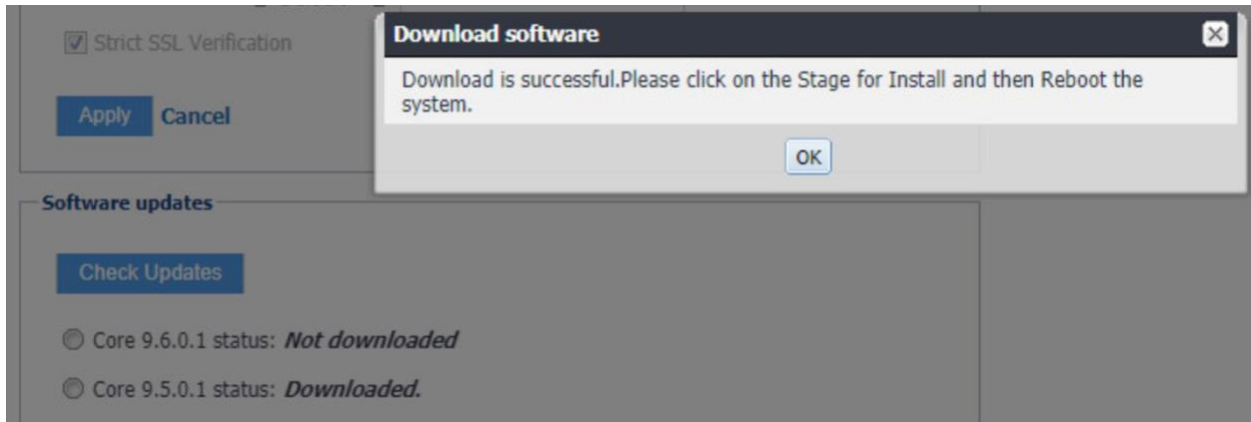 Strict SSL Verification
Apply Cancel
Download software
Download is successful.Please click on the Stage for Install and then Reboot the
system.
OK
Software updates
Check Updates
Core 9.6.0.1 status: Not downloaded
Core 9.5.0.1 status: Downloaded.